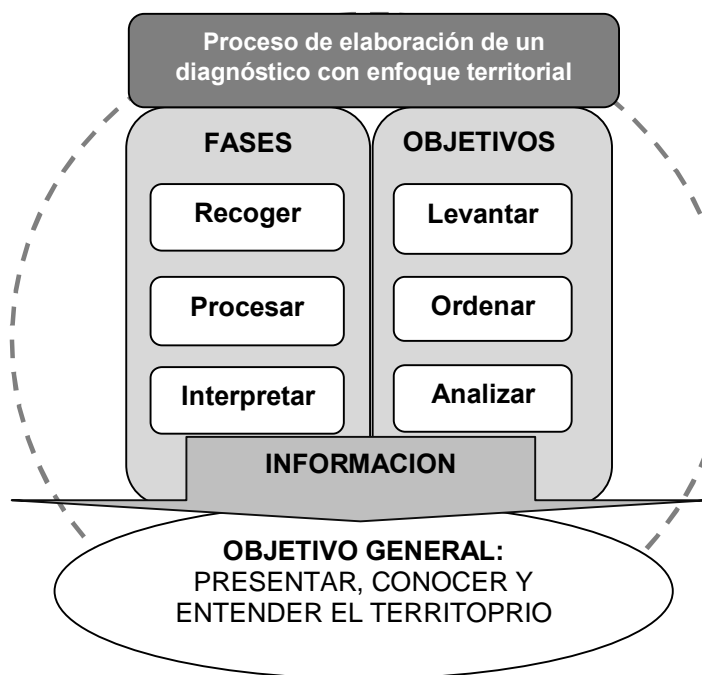 Proceso de elaboración de un
diagnóstico con enfoque territorial
FASES
OBJETIVOS
Recoger
Levantar
Procesar
Ordenar
Interpretar
Analizar
INFORMACION
OBJETIVO GENERAL:
PRESENTAR, CONOCER Y
ENTENDER EL TERRITOPRIO